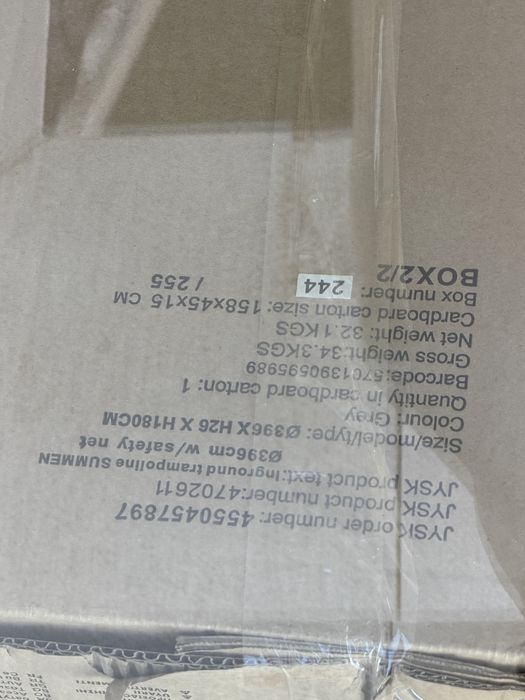 JYSK order number: 4550457897
JYSK product number:4702611
JYSK product text:Inground trampoline SUMMEN
Ø396cm w/safety net
Size/model/type: Ø396X H26 X H180CM
Colour: Grey
Quantity in cardboard carton: 1
Barcode:5701390595989
Gross weight:34.3KGS
Net weight: 32.1KGS
Cardboard carton size:158x45x15 CM
Box number: 244 / 255
BOX2/2